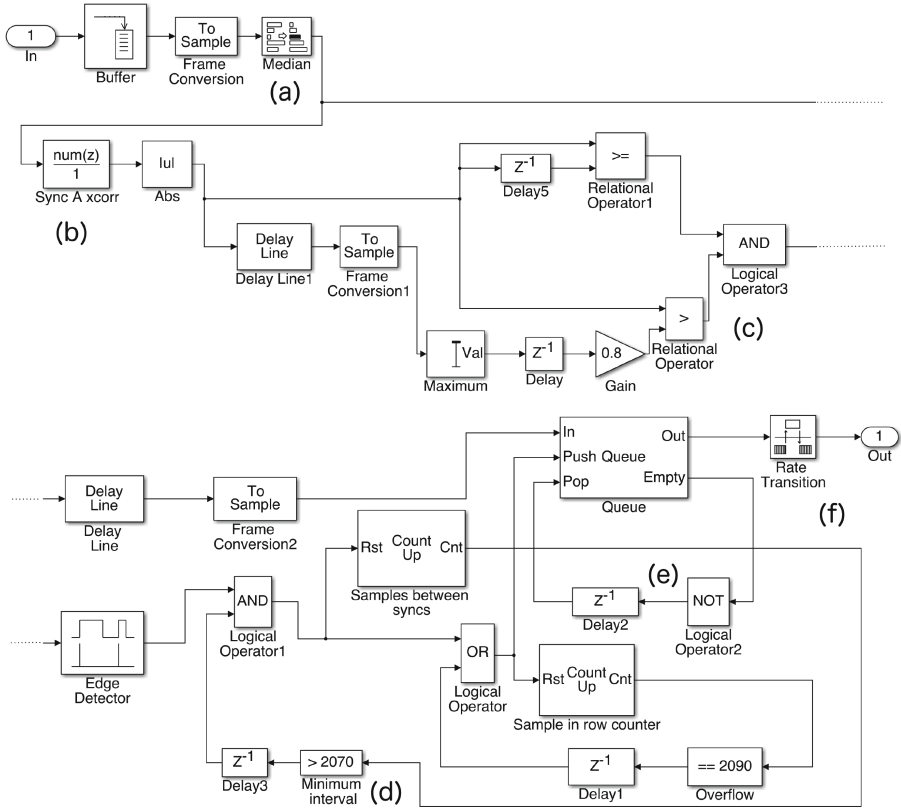 1
In
Buffer
To
Sample
Frame
Conversion
Median
(a)
num(z)
1
Sync A xcorr
|u|
Abs
(b)
Delay
Line
Delay Line1
To
Sample
Frame
Conversion1
Z-1
Delay5
>=
Relational
Operator1
AND
Logical
Operator3
>
Relational
Operator
(c)
Val
Maximum
Z-1
Delay
0.8
Gain
Delay
Line
Delay
Line
To
Sample
Frame
Conversion2
In
Push
Pop
Queue
Out
Empty
Queue
Rate
Transition
1
Out
(f)
Rst
Count
Up
Cnt
Samples between
syncs
(e)
Z-1
Delay2
NOT
Logical
Operator2
Edge
Detector
AND
Logical
Operator1
OR
Logical
Operator
Rst
Count
Up
Cnt
Sample in row counter
Z-1
Delay3
> 2070
Minimum
interval
(d)
Z-1
Delay1
== 2090
Overflow